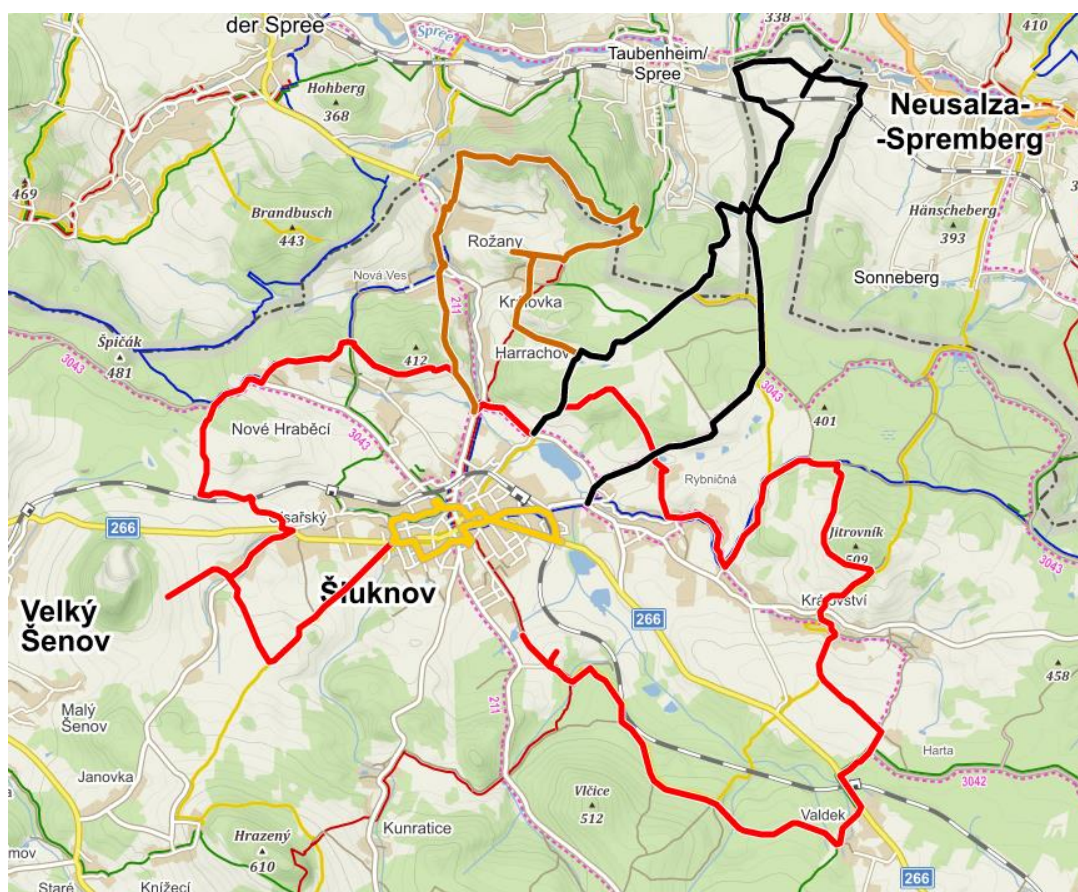 der Spree
Spree
338
410
Taubenheim/
Spree
Hohberg
368
Neusalza-
-Spremberg
469
Brandbusch
443
Rožany
Hänscheberg
393
Nová Ves
Sonneberg
211
Královka
Špičák
481
3043
412
Harrachov
3043
401
Nové Hraběcí
3043
Rybničná
Císařský
266
Jitrovník
509
3043
Šluknov
Království
Velký
Šenov
266
458
211
Malý
Šenov
Harta
3042
Janovka
Vlčice
512
Valdek
Kunratice
Hrazený
610
266
Staré
Knížecí